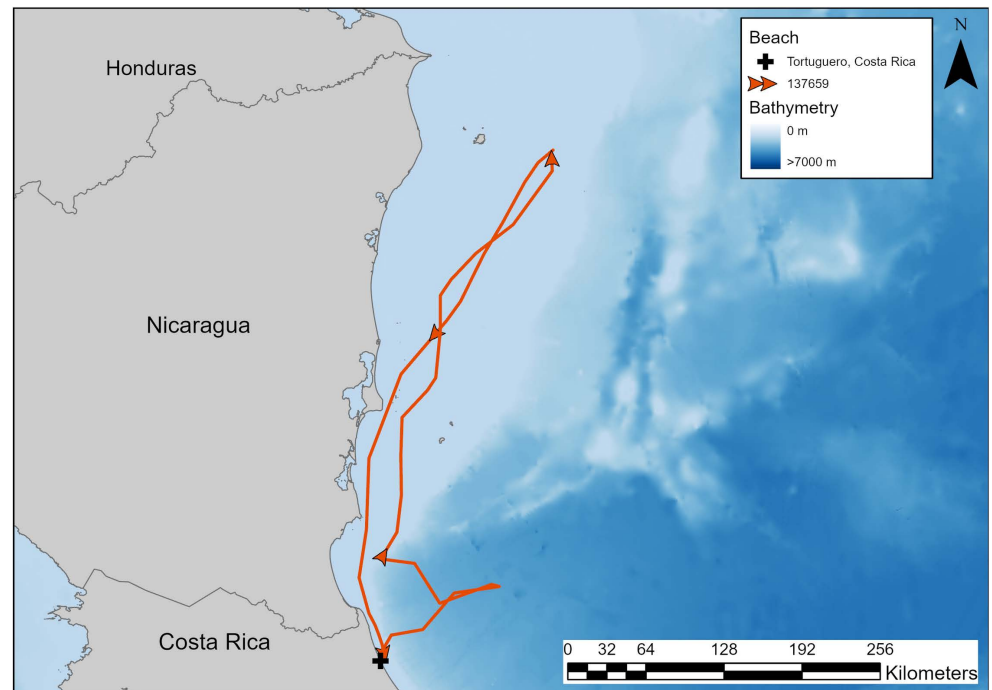 Honduras
Nicaragua
Costa Rica
Beach
Tortuguero, Costa Rica
137659
Bathymetry
0 m
>7000 m
N
0 32 64 128 192 256
Kilometers